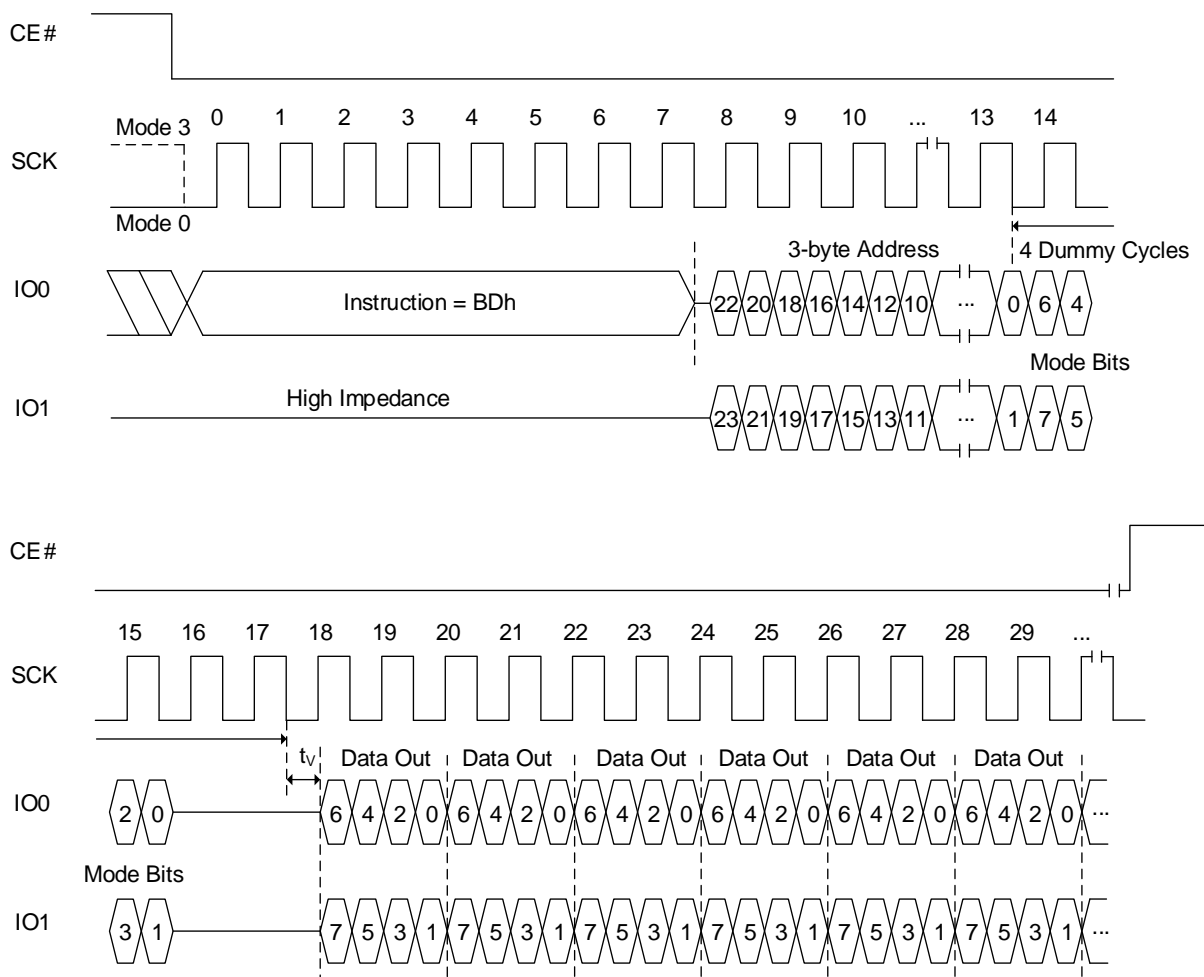 CE#
0 1 2 3 4 5 6 7 8 9 10 ... 13 14
Mode 3
SCK
Mode 0
3-byte Address 4 Dummy Cycles
IO0 Instruction = BDh 22 20 18 16 14 12 10 ... 0 6 4
Mode Bits
IO1 High Impedance 23 21 19 17 15 13 11 ... 1 7 5
CE#
15 16 17 18 19 20 21 22 23 24 25 26 27 28 29 ...
SCK
tV Data Out Data Out Data Out Data Out Data Out Data Out
IO0 2 0 6 4 2 0 6 4 2 0 6 4 2 0 6 4 2 0 6 4 2 0 6 4 2 0 ...
Mode Bits
IO1 3 1 7 5 3 1 7 5 3 1 7 5 3 1 7 5 3 1 7 5 3 1 7 5 3 1 ...